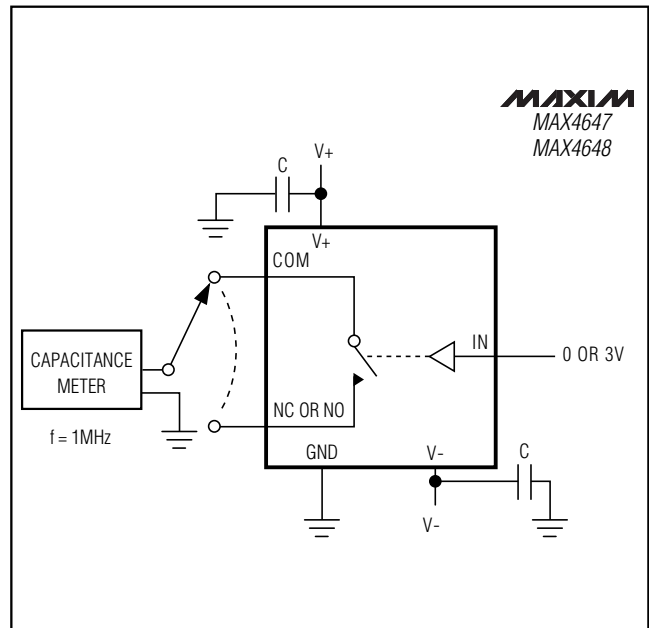 MAXIM
MAX4647
MAX4648
V+
C
V+
COM
IN
0 OR 3V
CAPACITANCE
METER
NC OR NO
f = 1MHz
GND
V-
C
V-